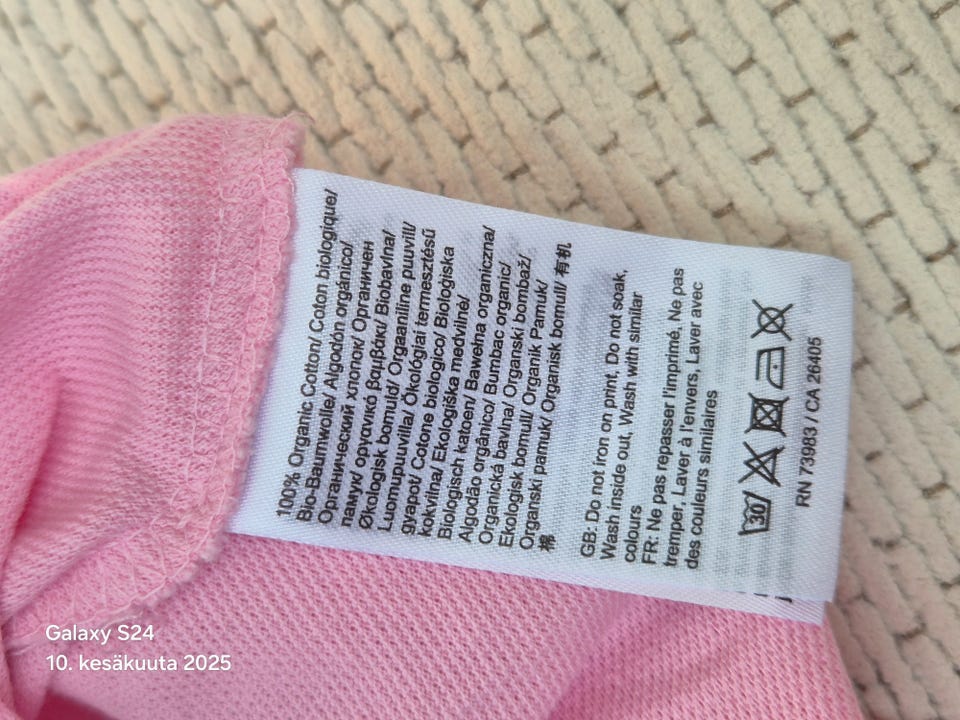 100% Organic Cotton/ Coton biologique/
Bio-Baumwolle/ Algodón orgánico/
Органический хлопок/ Органичен
памук/ οργανικό βαμβάκι/ Biobavlna/
Økologisk bomuld/ Orgaaniline puuvill/
Luomupuuvilla/ Ökológiai termesztésű
gyapot/ Cotone biologico/ Bioloģiska
kokvilna/ Ekologiška medvilnė/
Biologisch katoen/ Bawełna organiczna/
Algodão orgânico/ Bumbac organic/
Organická bavlna/ Organski bombaž/
Ekologisk bomull/ Organik Pamuk/
Organski pamuk/ Organisk bomull/ 有机
棉
GB: Do not iron on print, Do not soak,
Wash inside out, Wash with similar
colours
FR: Ne pas repasser l'imprimé, Ne pas
tremper, Laver à l'envers, Laver avec
des couleurs similaires
30
RN 73983 / CA 26405
Galaxy S24
10. kesäkuuta 2025